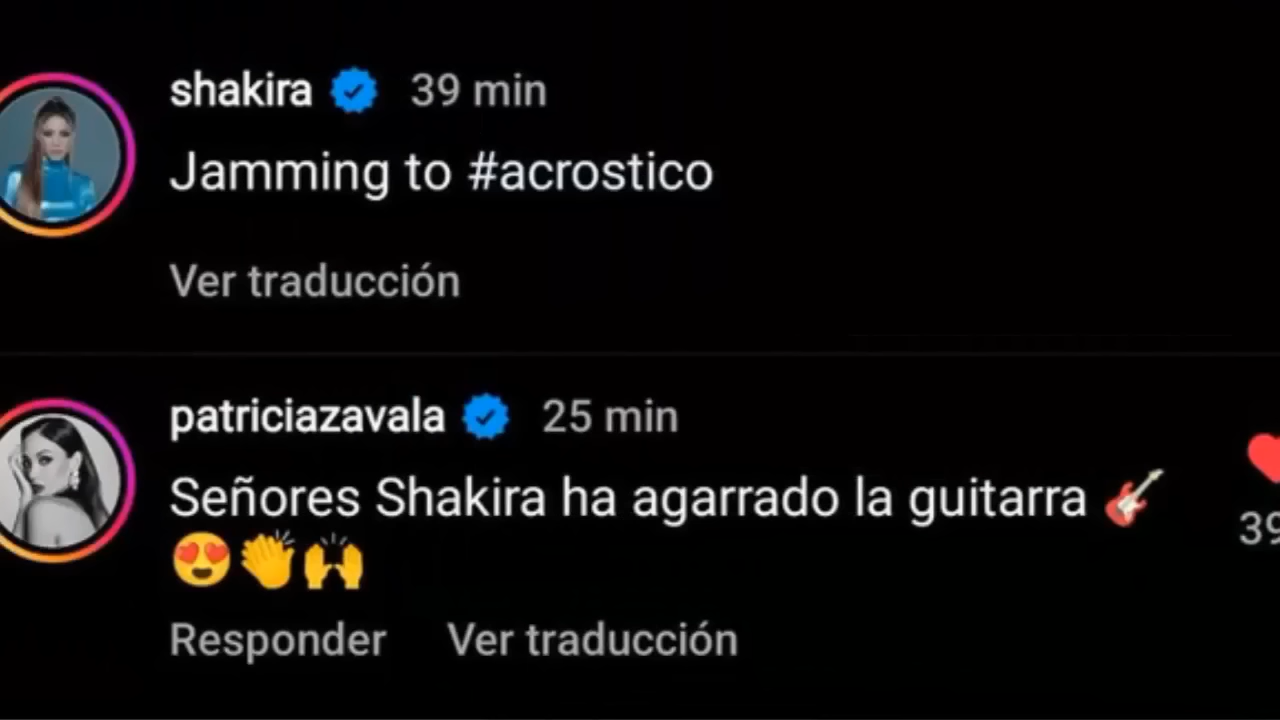 shakira 39 min
Jamming to #acrostico
Ver traducción
patriciazavala 25 min
Señores Shakira ha agarrado la guitarra 🎸
😍👏🙌
39
Responder Ver traducción